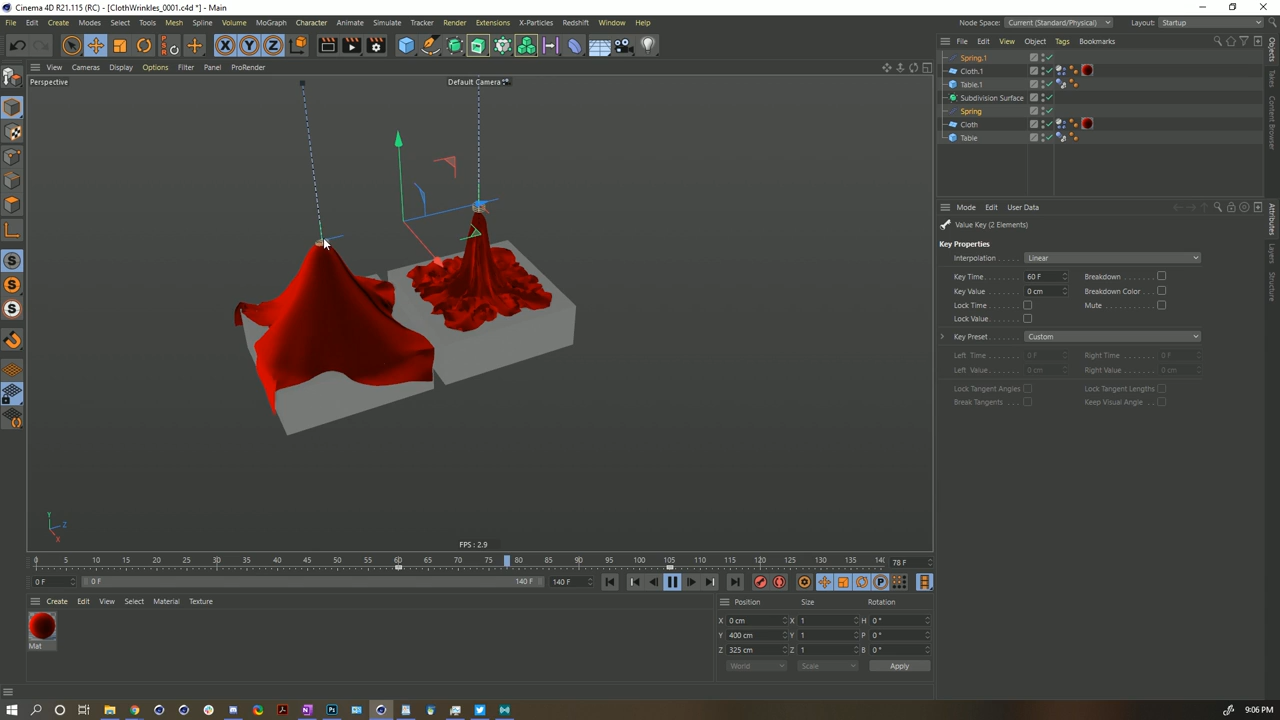 Cinema 4D R21.115 (RC) - [ClothWrinkles_0001.c4d *] - Main
File Edit Create Modes Select Tools Mesh Spline Volume MoGraph Character Animate Simulate Tracker Render Extensions X-Particles Redshift Window Help Node Space: Current (Standard/Physical) Layout: Startup
X Y Z
File Edit View Object Tags Bookmarks
View Cameras Display Options Filter Panel ProRender
Perspective
Default Camera
Spring.1
Cloth.1
Table.1
Subdivision Surface
Spring
Cloth
Table
Objects
Takes
Content Browser
Mode Edit User Data
Value Key (2 Elements)
Key Properties
Interpolation Linear
Key Time 60 F Breakdown
Key Value 0 cm Breakdown Color
Lock Time Mute
Lock Value
Key Preset Custom
Left Time 0 F Right Time 0 F
Left Value 0 cm Right Value 0 cm
Lock Tangent Angles Lock Tangent Lengths
Break Tangents Keep Visual Angle
Attributes
Layers
Structure
Y
Z
X
FPS : 2.9
0 5 10 15 20 25 30 35 40 45 50 55 60 65 70 75 80 85 90 95 100 105 110 115 120 125 130 135 14( 78 F
0 F 0 F 140 F 140 F
Create Edit View Select Material Image Texture
Mat
Position Size Rotation
X 0 cm X 1 H 0 °
Y 400 cm Y 1 P 0 °
Z 325 cm Z 1 B 0 °
World Scale Apply
9:06 PM